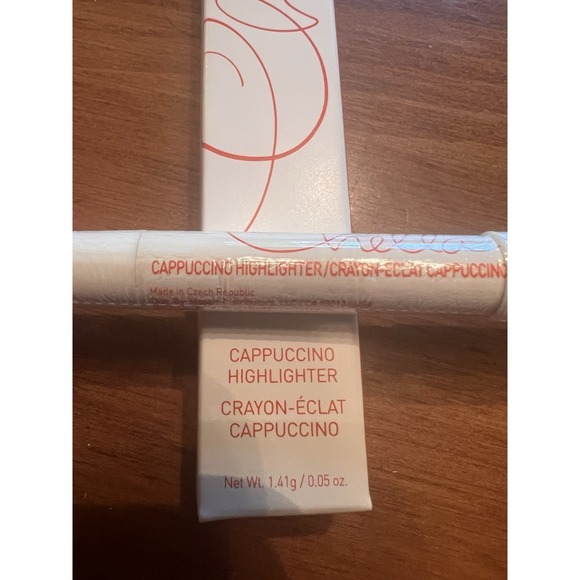 hello
CAPPUCCINO HIGHLIGHTER/CRAYON-ÉCLAT CAPPUCCINO
Made in Czech Republic
CAPPUCCINO
HIGHLIGHTER
CRAYON-ÉCLAT
CAPPUCCINO
Net Wt. 1.41g / 0.05 oz.